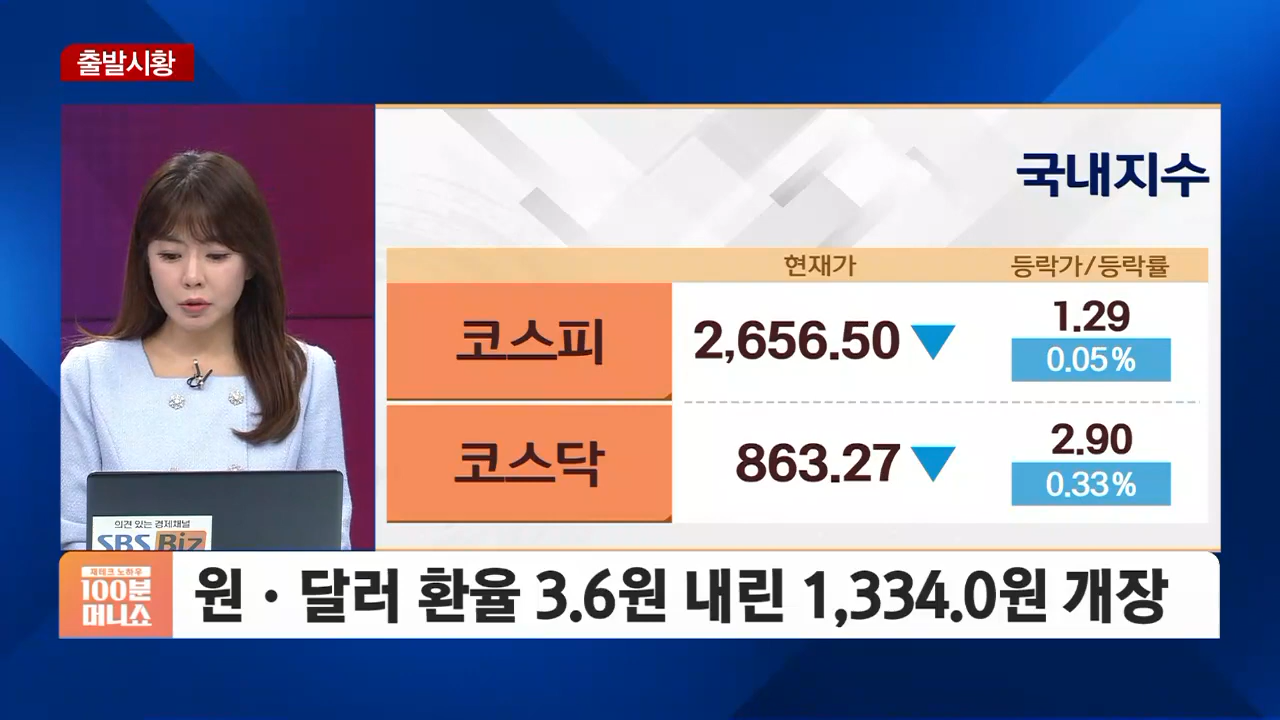 출발시황
국내지수
현재가 등락가/등락률
코스피 2,656.50 ▼ 1.29
0.05%
코스닥 863.27 ▼ 2.90
0.33%
의견 있는 경제채널
SBS Biz
재테크 노하우
100분
머니쇼
원·달러 환율 3.6원 내린 1,334.0원 개장